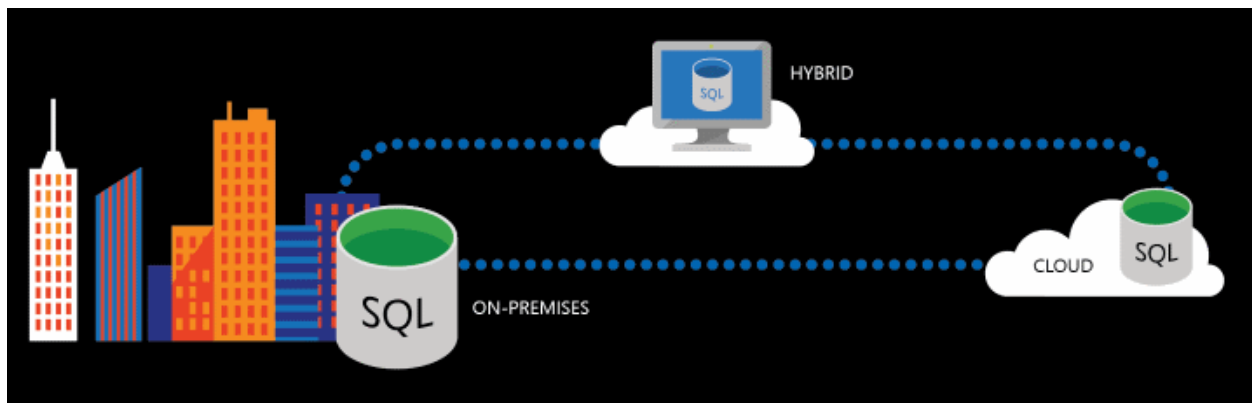 SQL
HYBRID
SQL
ON-PREMISES
CLOUD
SQL